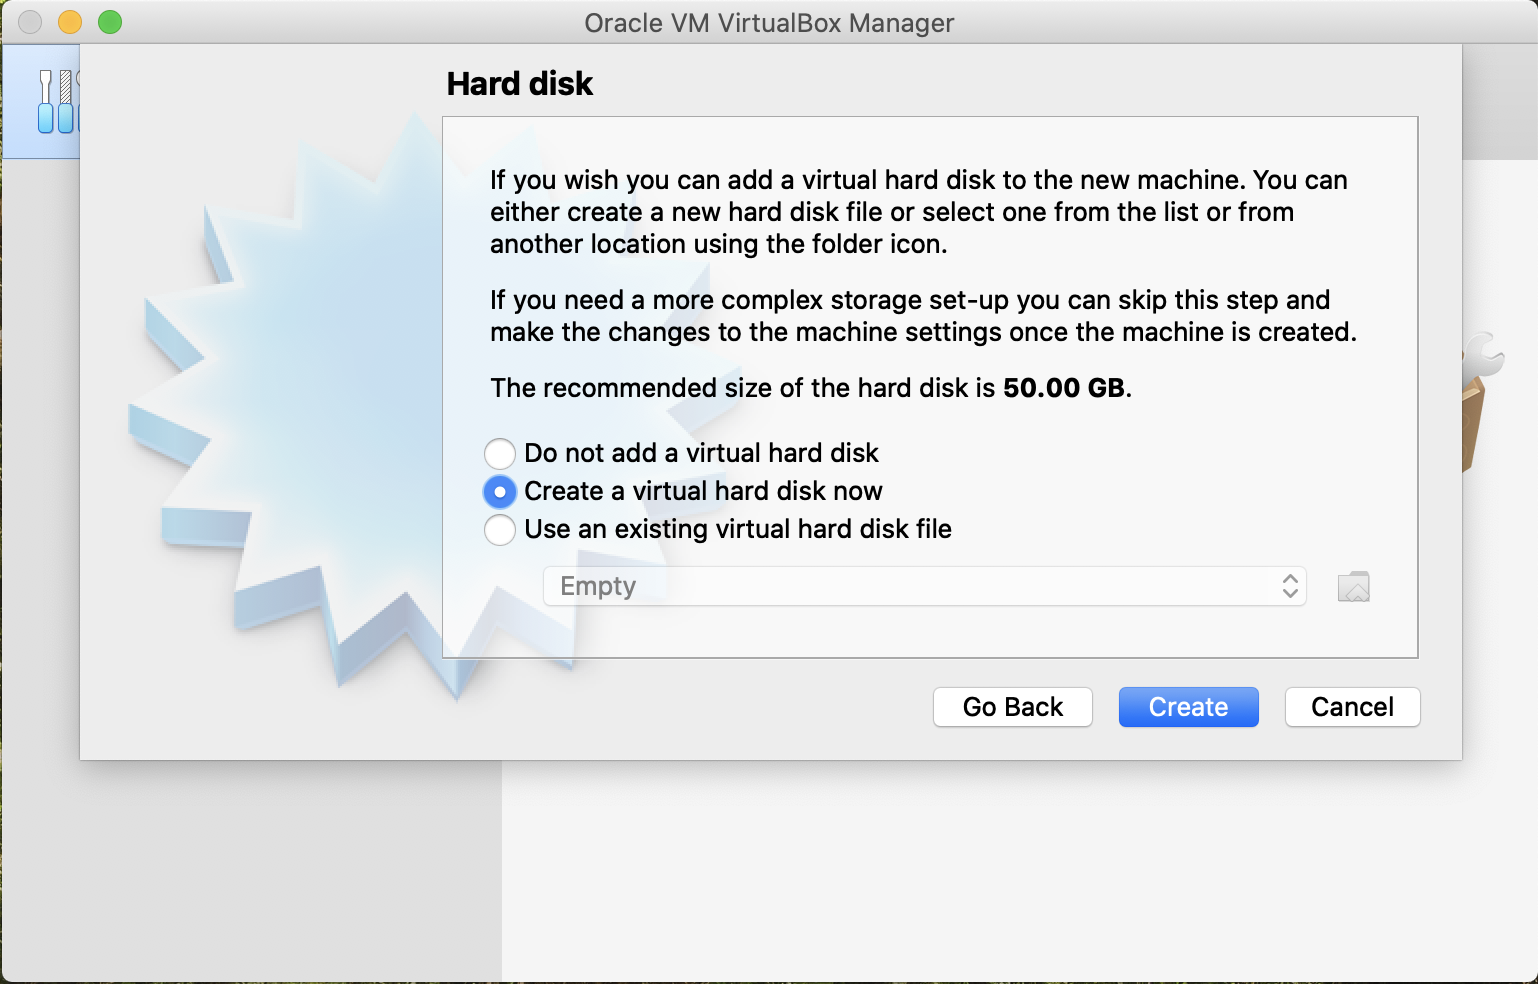 Oracle VM VirtualBox Manager
Hard disk
If you wish you can add a virtual hard disk to the new machine. You can
either create a new hard disk file or select one from the list or from
another location using the folder icon.
If you need a more complex storage set-up you can skip this step and
make the changes to the machine settings once the machine is created.
The recommended size of the hard disk is 50.00 GB.
Do not add a virtual hard disk
Create a virtual hard disk now
Use an existing virtual hard disk file
Empty
Go Back Create Cancel